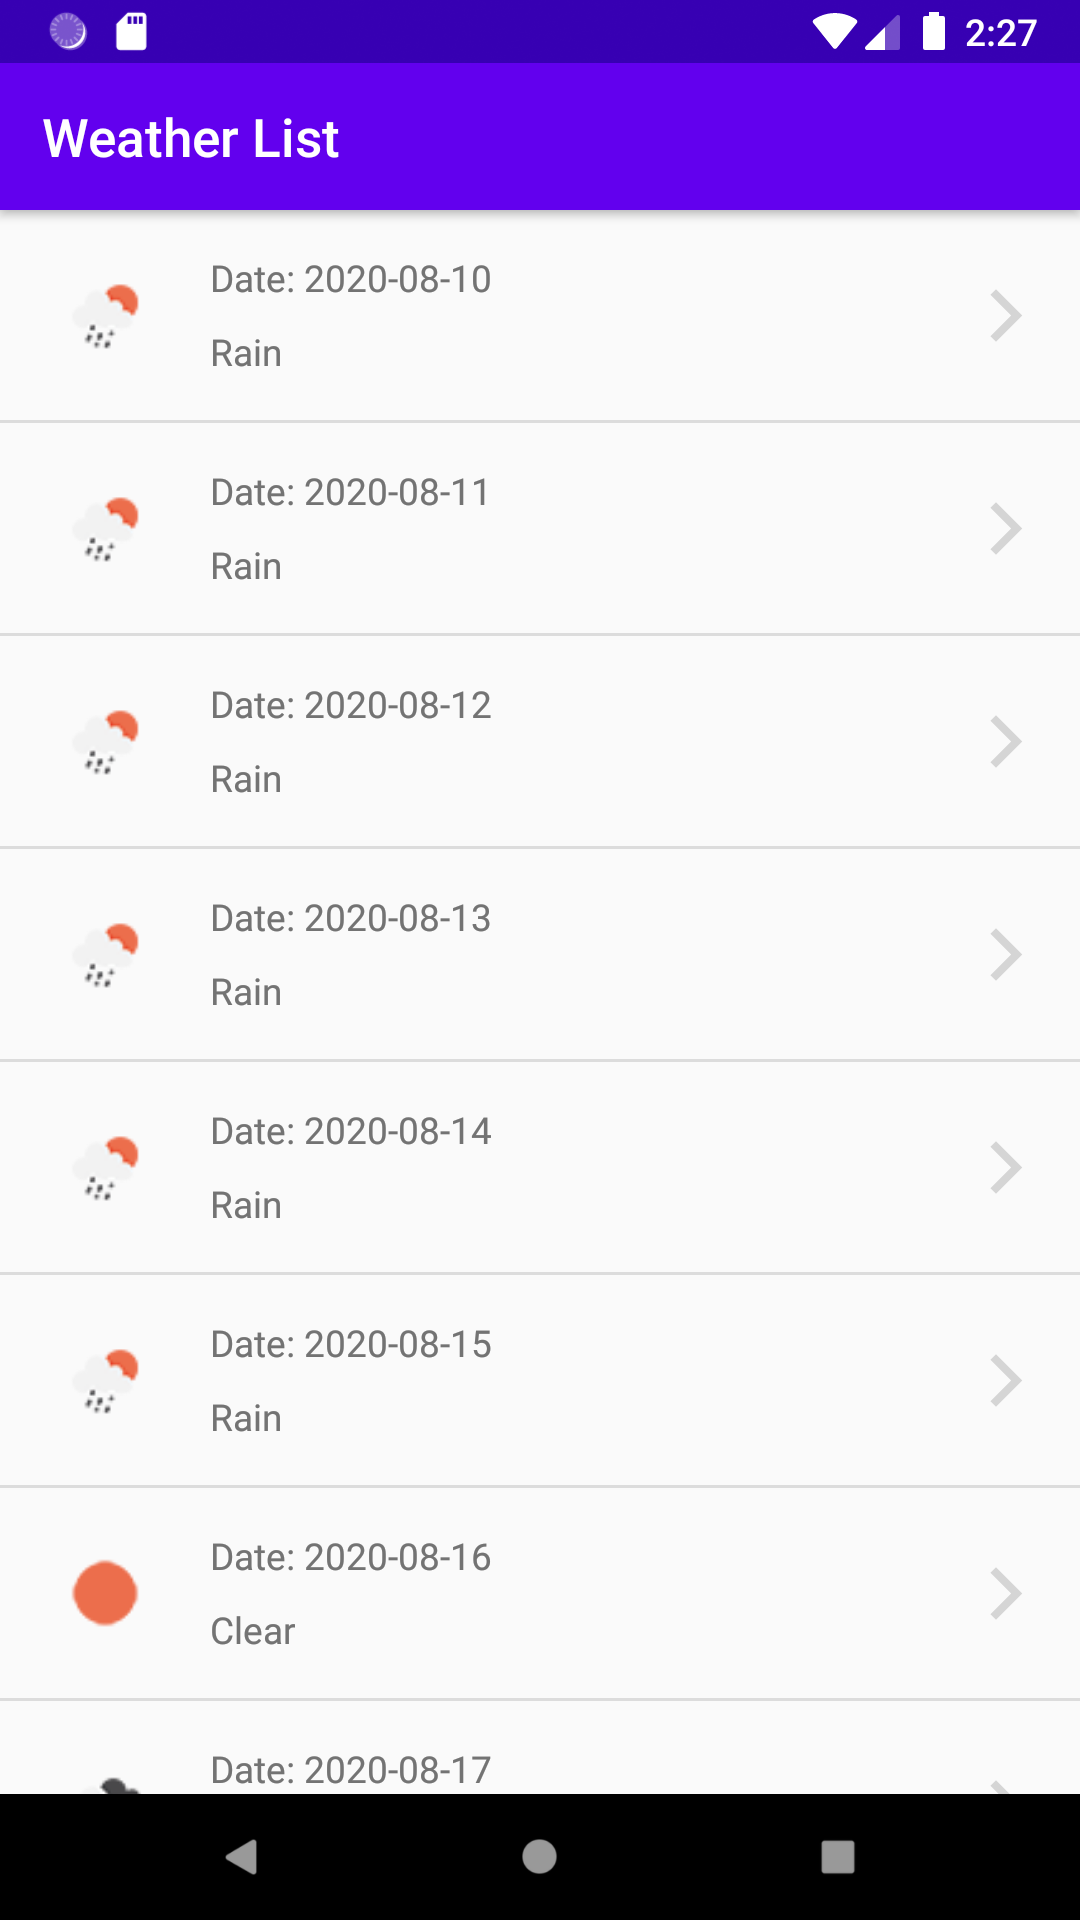 2:27
Weather List
Date: 2020-08-10
Rain
Date: 2020-08-11
Rain
Date: 2020-08-12
Rain
Date: 2020-08-13
Rain
Date: 2020-08-14
Rain
Date: 2020-08-15
Rain
Date: 2020-08-16
Clear
Date: 2020-08-17